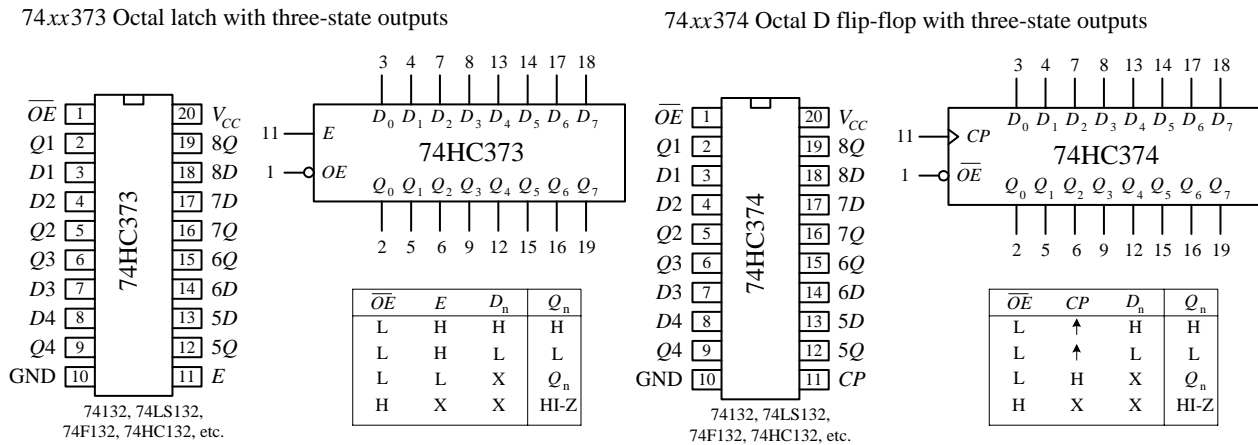 74xx373 Octal latch with three-state outputs
OE 1 20 VCC
Q1 2 19 8Q
D1 3 18 8D
D2 4 17 7D
Q2 5 16 7Q
Q3 6 15 6Q
D3 7 14 6D
D4 8 13 5D
Q4 9 12 5Q
GND 10 11 E
74HC373
74132, 74LS132,
74F132, 74HC132, etc.
3 4 7 8 13 14 17 18
D0 D1 D2 D3 D4 D5 D6 D7
11 E
74HC373
1 OE
Q0 Q1 Q2 Q3 Q4 Q5 Q6 Q7
2 5 6 9 12 15 16 19
OE E Dn Qn
L H H H
L H L L
L L X Qn
H X X HI-Z
74xx374 Octal D flip-flop with three-state outputs
OE 1 20 VCC
Q1 2 19 8Q
D1 3 18 8D
D2 4 17 7D
Q2 5 16 7Q
Q3 6 15 6Q
D3 7 14 6D
D4 8 13 5D
Q4 9 12 5Q
GND 10 11 CP
74HC374
74132, 74LS132,
74F132, 74HC132, etc.
3 4 7 8 13 14 17 18
D0 D1 D2 D3 D4 D5 D6 D7
11 CP
74HC374
1 OE
Q0 Q1 Q2 Q3 Q4 Q5 Q6 Q7
2 5 6 9 12 15 16 19
OE CP Dn Qn
L ↑ H H
L ↑ L L
L H X Qn
H X X HI-Z